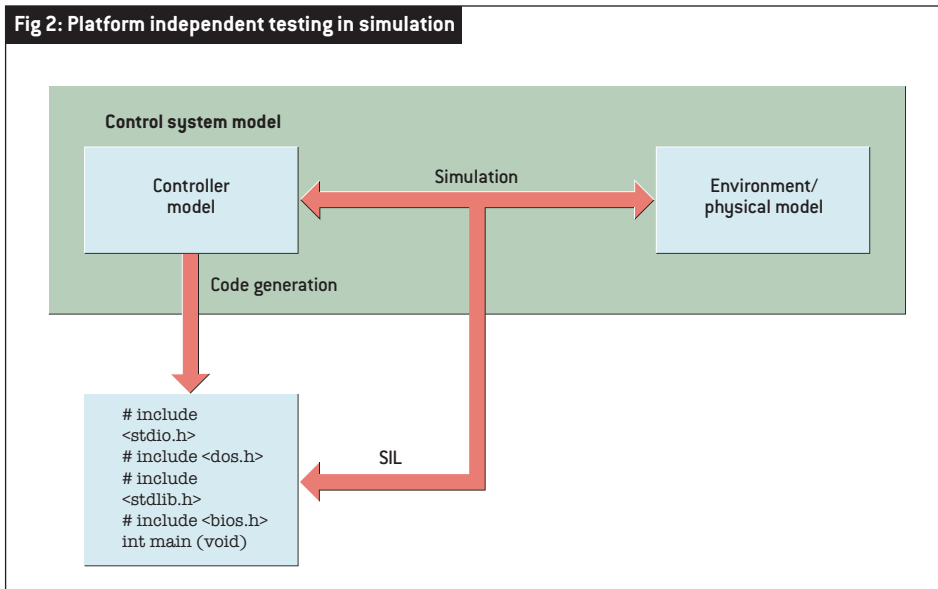 Fig 2: Platform independent testing in simulation
Control system model
Controller
model
Simulation
Environment/
physical model
Code generation
# include
<stdio.h>
# include <dos.h>
# include
<stdlib.h>
# include <bios.h>
int main (void)
SIL